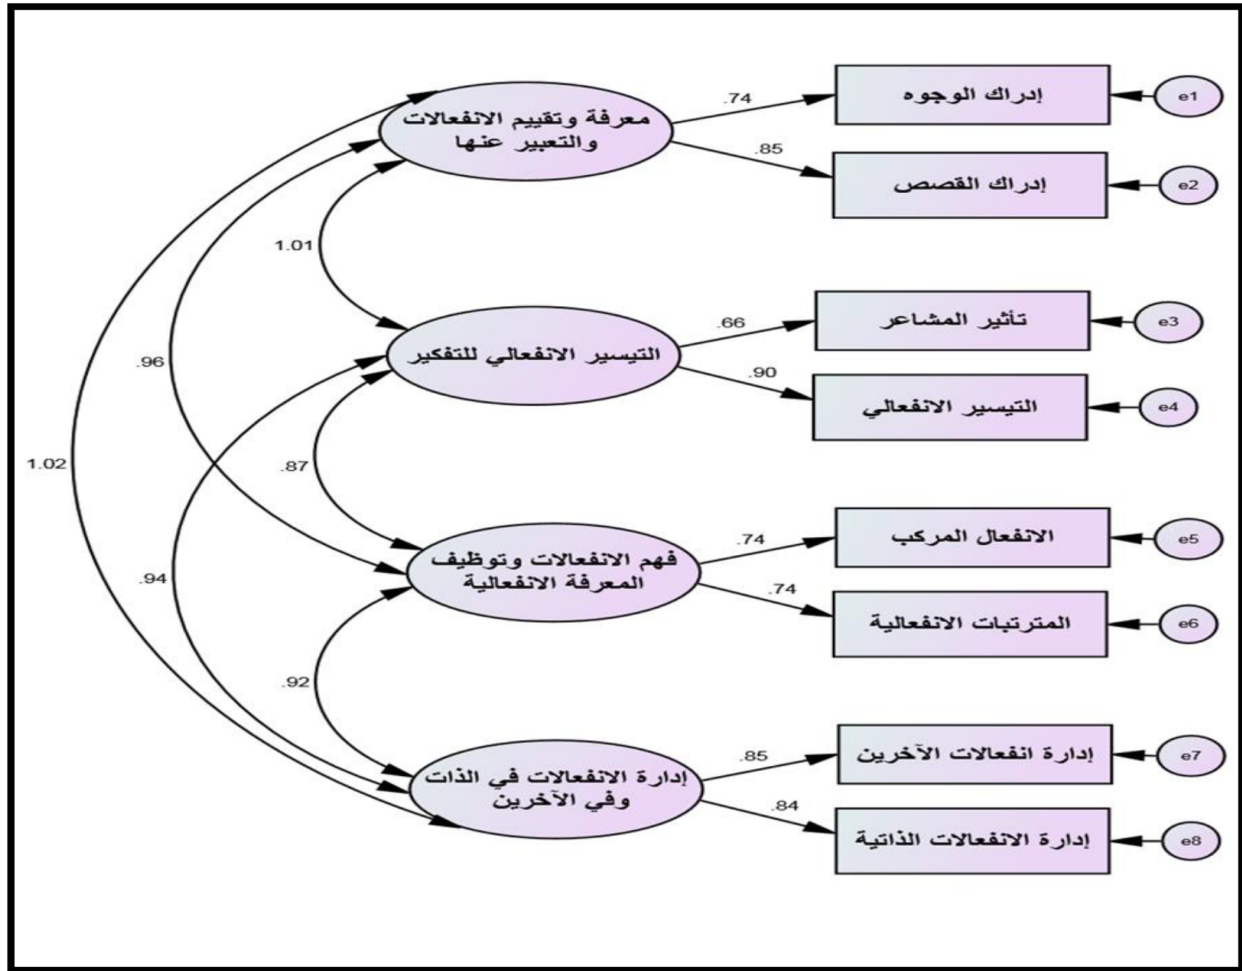 معرفة وتقييم الانفعالات
والتعبير عنها
.74
إدراك الوجوه
e1
.85
إدراك القصص
e2
1.01
التيسير الانفعالي للتفكير
.66
تأثير المشاعر
e3
.90
التيسير الانفعالي
e4
.96
.87
1.02
فهم الانفعالات وتوظيف
المعرفة الانفعالية
.74
الانفعال المركب
e5
.74
المترتبات الانفعالية
e6
.94
.92
إدارة الانفعالات في الذات
وفي الآخرين
.85
إدارة انفعالات الآخرين
e7
.84
إدارة الانفعالات الذاتية
e8